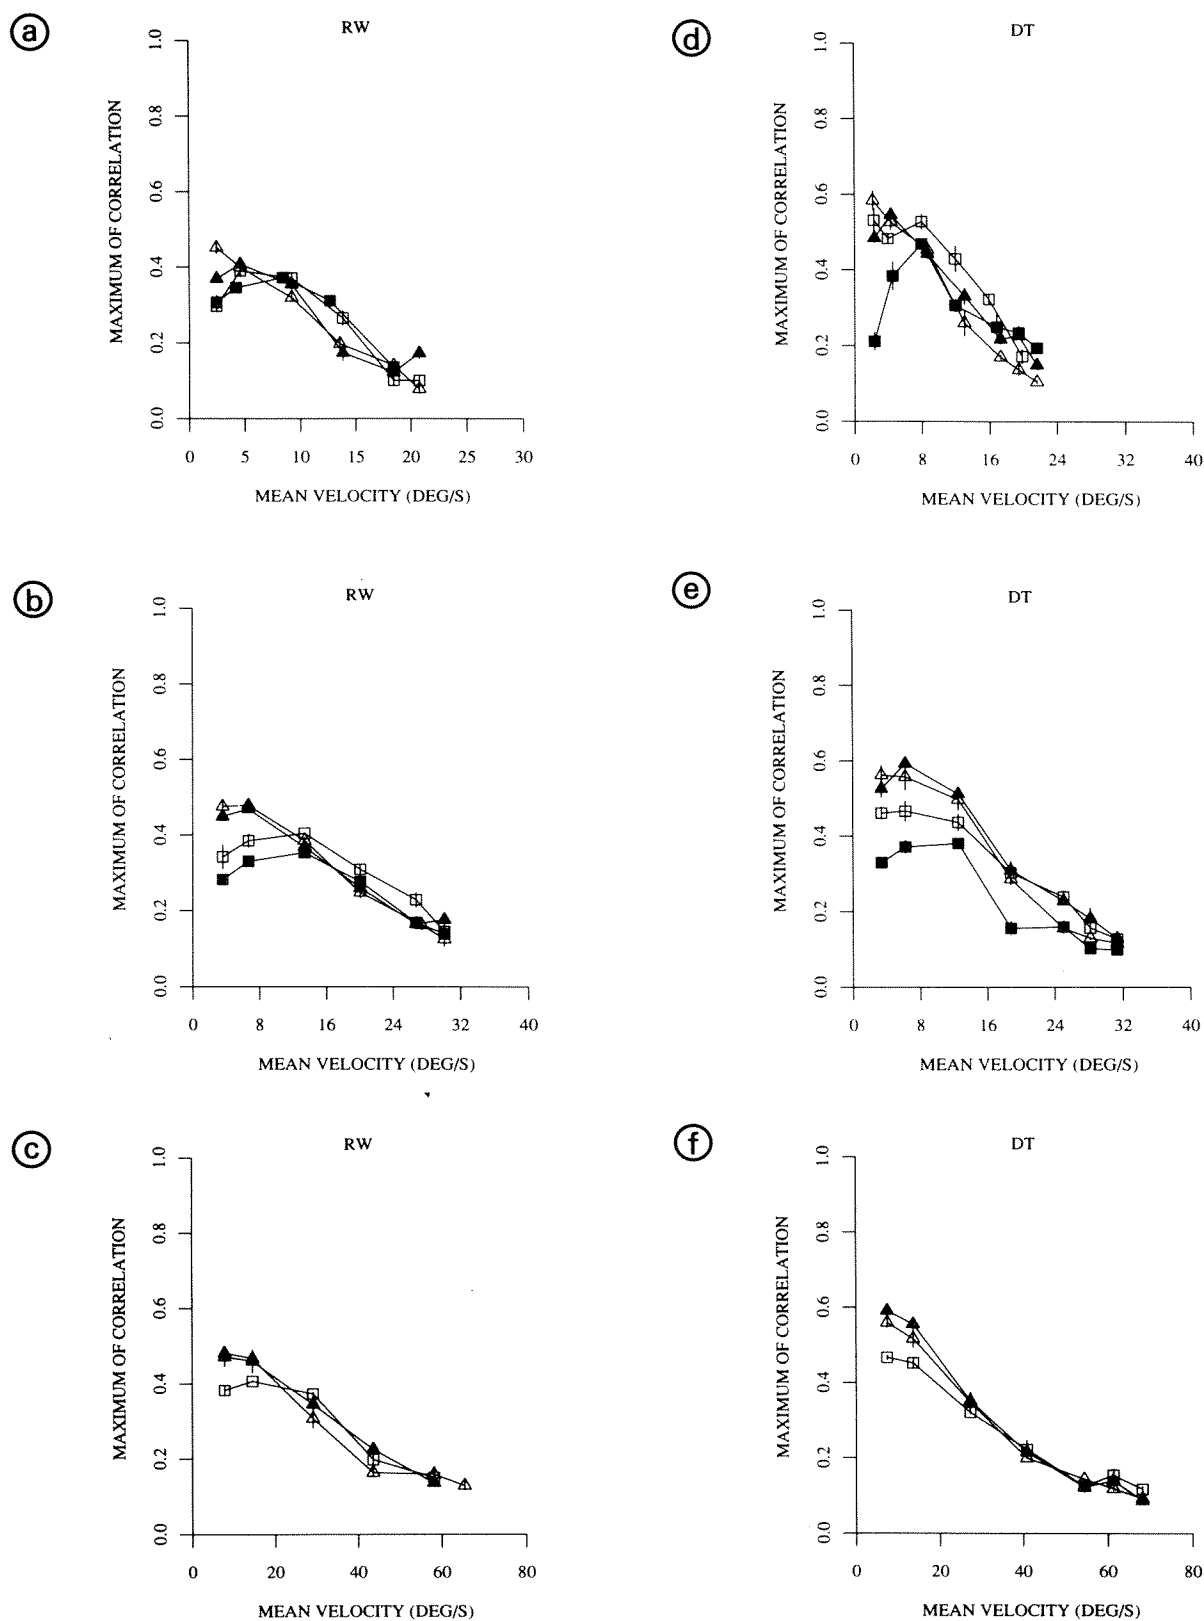 a
RW
MAXIMUM OF CORRELATION
0.0 0.2 0.4 0.6 0.8 1.0
0 5 10 15 20 25 30
MEAN VELOCITY (DEG/S)
d
DT
MAXIMUM OF CORRELATION
0.0 0.2 0.4 0.6 0.8 1.0
0 8 16 24 32 40
MEAN VELOCITY (DEG/S)
b
RW
MAXIMUM OF CORRELATION
0.0 0.2 0.4 0.6 0.8 1.0
0 8 16 24 32 40
MEAN VELOCITY (DEG/S)
e
DT
MAXIMUM OF CORRELATION
0.0 0.2 0.4 0.6 0.8 1.0
0 8 16 24 32 40
MEAN VELOCITY (DEG/S)
c
RW
MAXIMUM OF CORRELATION
0.0 0.2 0.4 0.6 0.8 1.0
0 20 40 60 80
MEAN VELOCITY (DEG/S)
f
DT
MAXIMUM OF CORRELATION
0.0 0.2 0.4 0.6 0.8 1.0
0 20 40 60 80
MEAN VELOCITY (DEG/S)